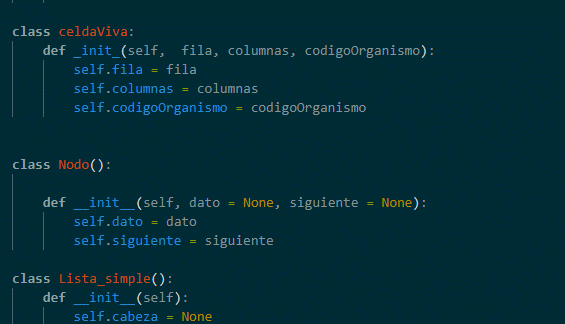 class celdaViva:
    def _init_(self,  fila, columnas, codigoOrganismo):
        self.fila = fila
        self.columnas = columnas
        self.codigoOrganismo = codigoOrganismo
class Nodo():
    def __init__(self, dato = None, siguiente = None):
        self.dato = dato
        self.siguiente = siguiente
class Lista_simple():
    def __init__(self):
        self.cabeza = None